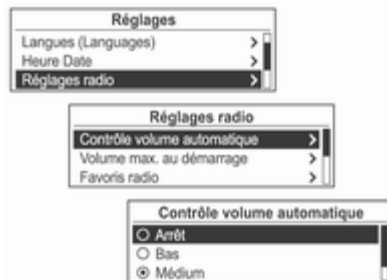 Réglages
Langues (Languages)
Heure Date
Réglages radio
Réglages radio
Contrôle volume automatique
Volume max. au démarrage
Favoris radio
Contrôle volume automatique
Arrêt
Bas
Médium